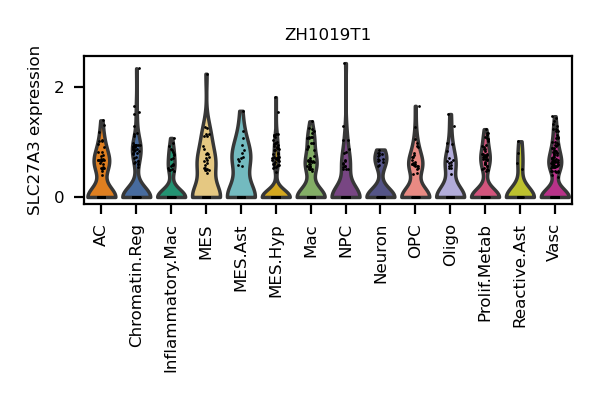 ZH1019T1
SLC27A3 expression
2
0
AC
Chromatin.Reg
Inflammatory.Mac
MES
MES.Ast
MES.Hyp
Mac
NPC
Neuron
OPC
Oligo
Prolif.Metab
Reactive.Ast
Vasc